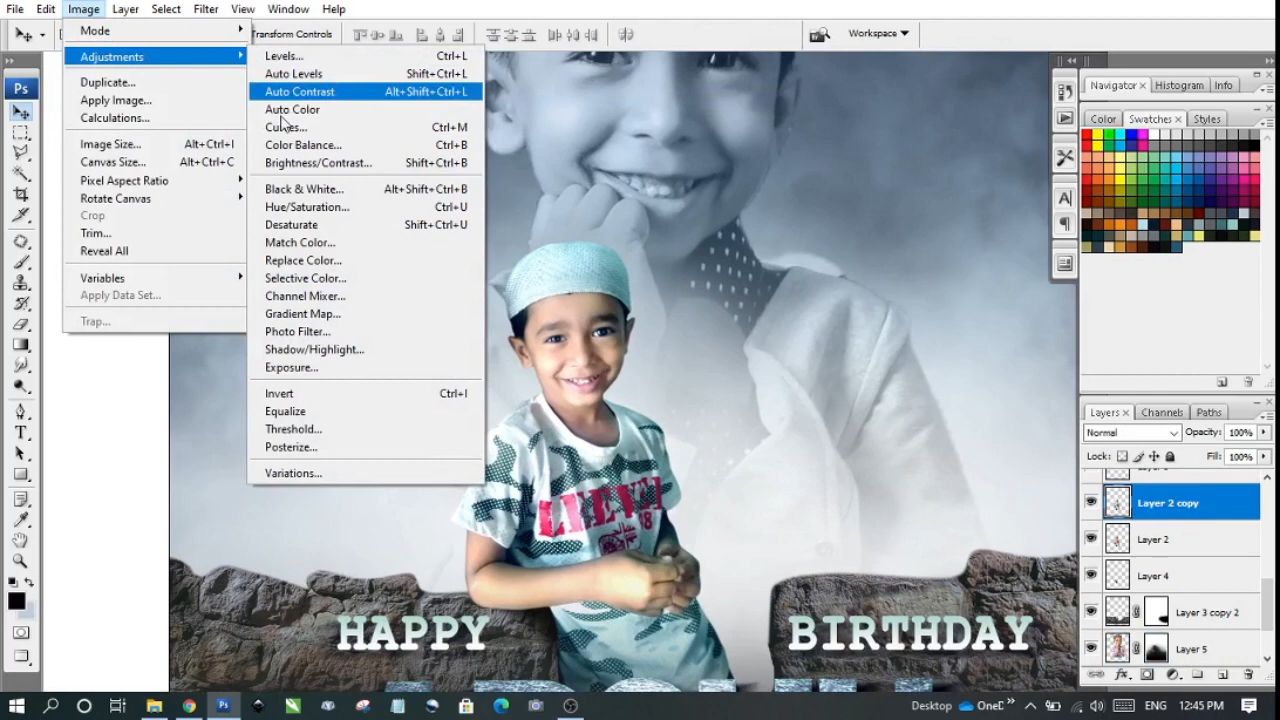 File Edit Image Layer Select Filter View Window Help
Transform Controls
Workspace
Mode
Adjustments
Duplicate...
Apply Image...
Calculations...
Image Size... Alt+Ctrl+I
Canvas Size... Alt+Ctrl+C
Pixel Aspect Ratio
Rotate Canvas
Crop
Trim...
Reveal All
Variables
Apply Data Set...
Trap...
Levels... Ctrl+L
Auto Levels Shift+Ctrl+L
Auto Contrast Alt+Shift+Ctrl+L
Auto Color
Curves... Ctrl+M
Color Balance... Ctrl+B
Brightness/Contrast... Shift+Ctrl+B
Black & White... Alt+Shift+Ctrl+B
Hue/Saturation... Ctrl+U
Desaturate Shift+Ctrl+U
Match Color...
Replace Color...
Selective Color...
Channel Mixer...
Gradient Map...
Photo Filter...
Shadow/Highlight...
Exposure...
Invert Ctrl+I
Equalize
Threshold...
Posterize...
Variations...
Ps
HAPPY BIRTHDAY
Navigator × Histogram Info
Color Swatches × Styles
Layers × Channels Paths
Normal Opacity: 100%
Lock: Fill: 100%
Layer 2 copy
Layer 2
Layer 4
Layer 3 copy 2
Layer 5
Desktop OneD ENG 12:45 PM